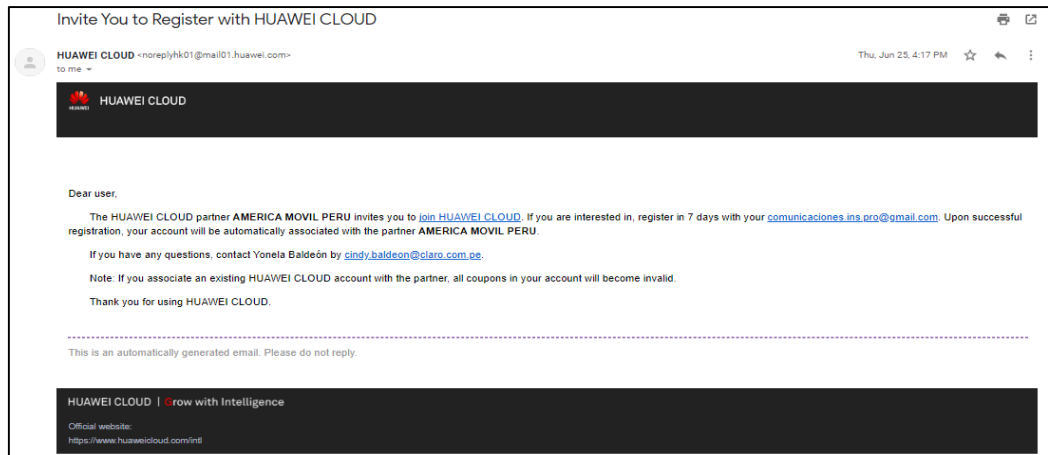 Invite You to Register with HUAWEI CLOUD
HUAWEI CLOUD <noreplyhk01@mail01.huawei.com>
Thu, Jun 25, 4:17 PM
to me
HUAWEI
HUAWEI CLOUD
Dear user,
The HUAWEI CLOUD partner AMERICA MOVIL PERU invites you to join HUAWEI CLOUD. If you are interested in, register in 7 days with your comunicaciones.ins.pro@gmail.com. Upon successful
registration, your account will be automatically associated with the partner AMERICA MOVIL PERU.
If you have any questions, contact Yonela Baldeón by cindy.baldeon@claro.com.pe.
Note: If you associate an existing HUAWEI CLOUD account with the partner, all coupons in your account will become invalid.
Thank you for using HUAWEI CLOUD.
This is an automatically generated email. Please do not reply.
HUAWEI CLOUD | Grow with Intelligence
Official website:
https://www.huaweicloud.com/intl